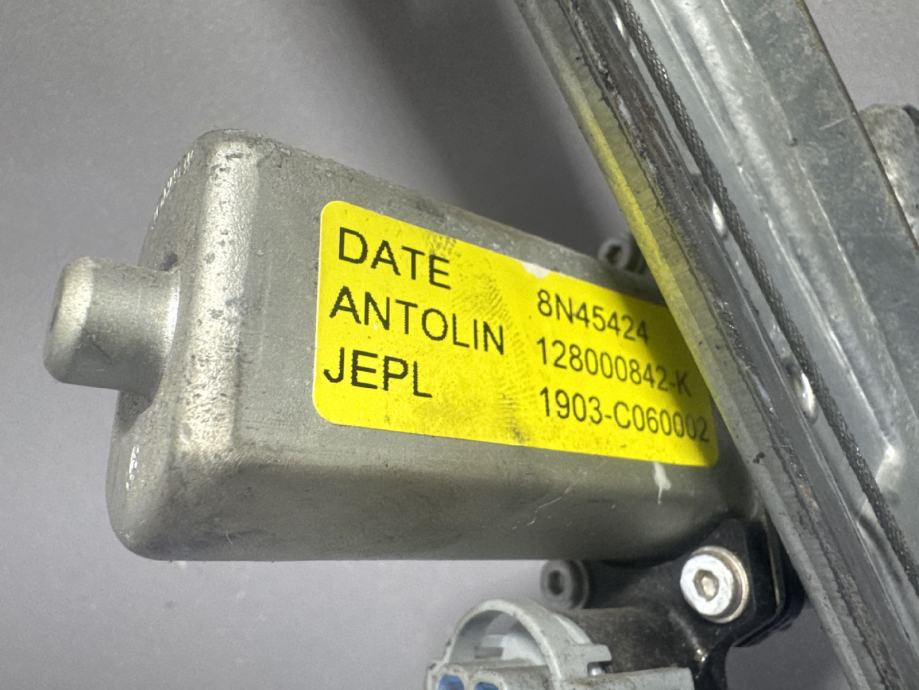 DATE 8N45424
ANTOLIN 128000842-K
JEPL 1903-C060002